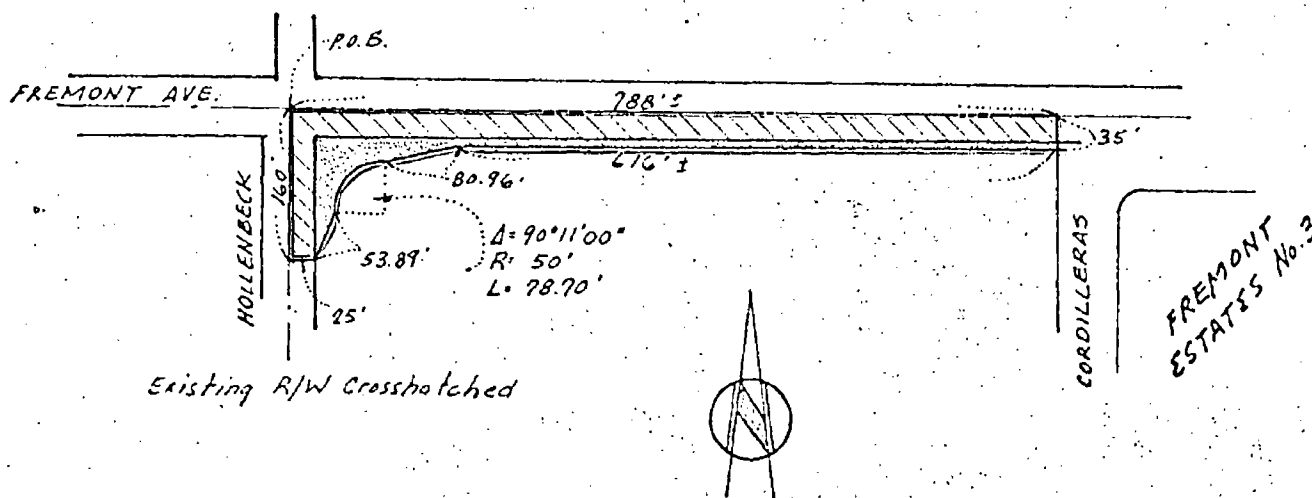 P.O.B.
FREMONT AVE.
788' ±
35'
616' ±
80.96'
160
HOLLENBECK
53.89'
Δ= 90°11'00"
R= 50'
L= 78.70'
25'
CORDILLERAS
FREMONT
ESTATES No. 3
Existing R/W Crosshatched